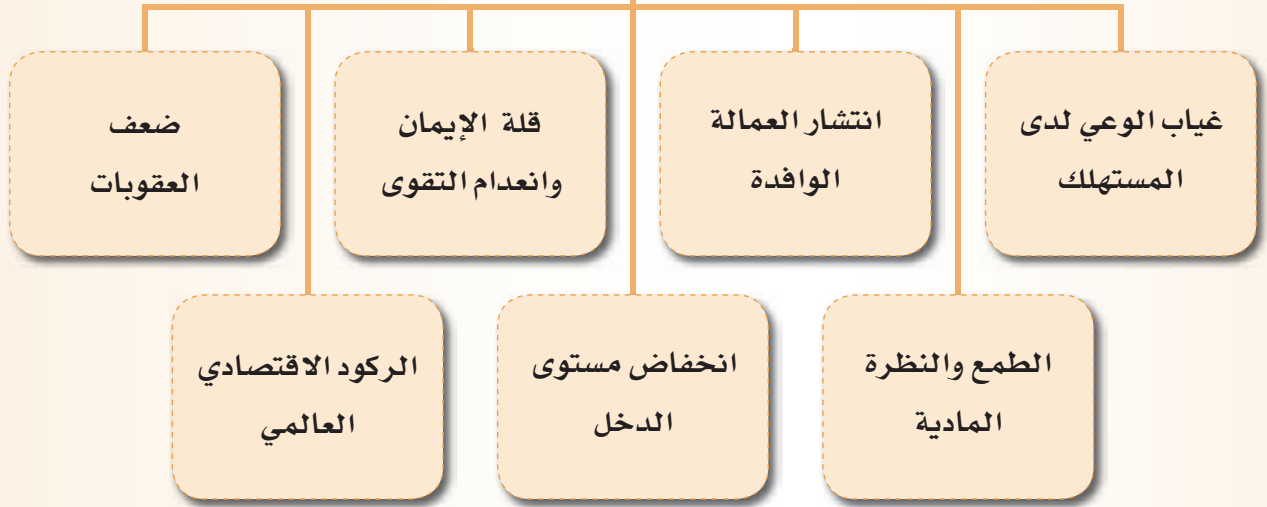 غياب الوعي لدى
المستهلك
انتشار العمالة
الوافدة
قلة الإيمان
وانعدام التقوى
ضعف
العقوبات
الطمع والنظرة
المادية
انخفاض مستوى
الدخل
الركود الاقتصادي
العالمي